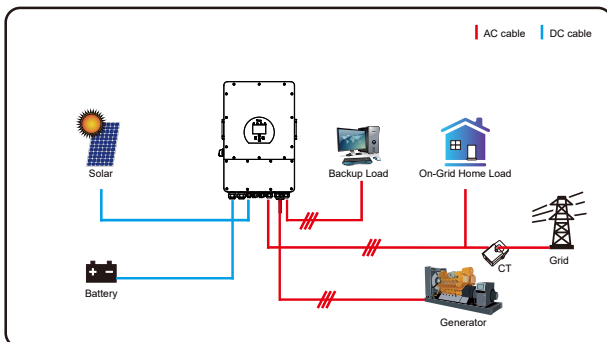 AC cable
DC cable
Solar
Backup Load
On-Grid Home Load
CT
Grid
Battery
Generator